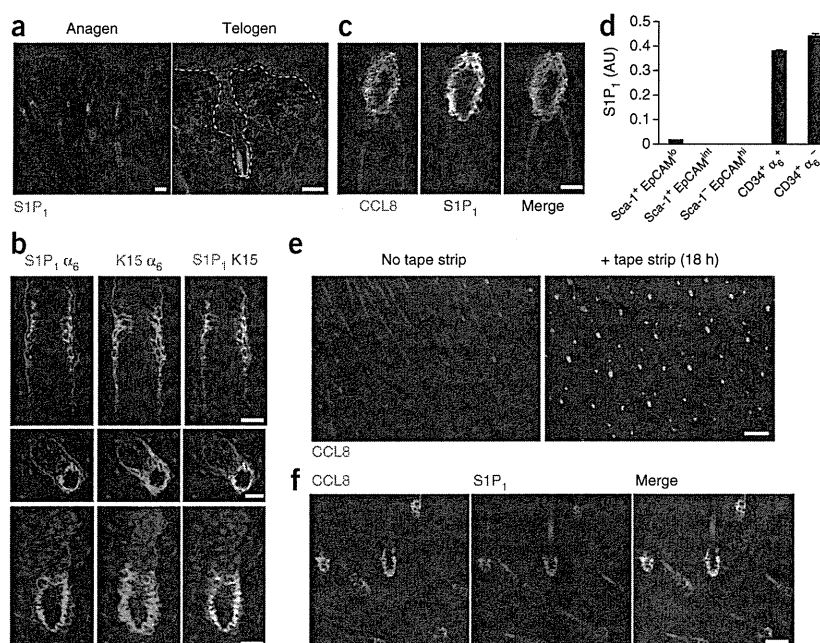 a
Anagen
Telogen
S1P1
b
S1P1 α6
K15 α6
S1P1 K15
c
CCL8
S1P1
Merge
d
S1P1 (AU)
0.5
0.4
0.3
0.2
0.1
0
Sca-1+ EpCAMlo
Sca-1+ EpCAMint
Sca-1− EpCAMhi
CD34+ α6+
CD34+ α6−
e
No tape strip
+ tape strip (18 h)
CCL8
f
CCL8
S1P1
Merge